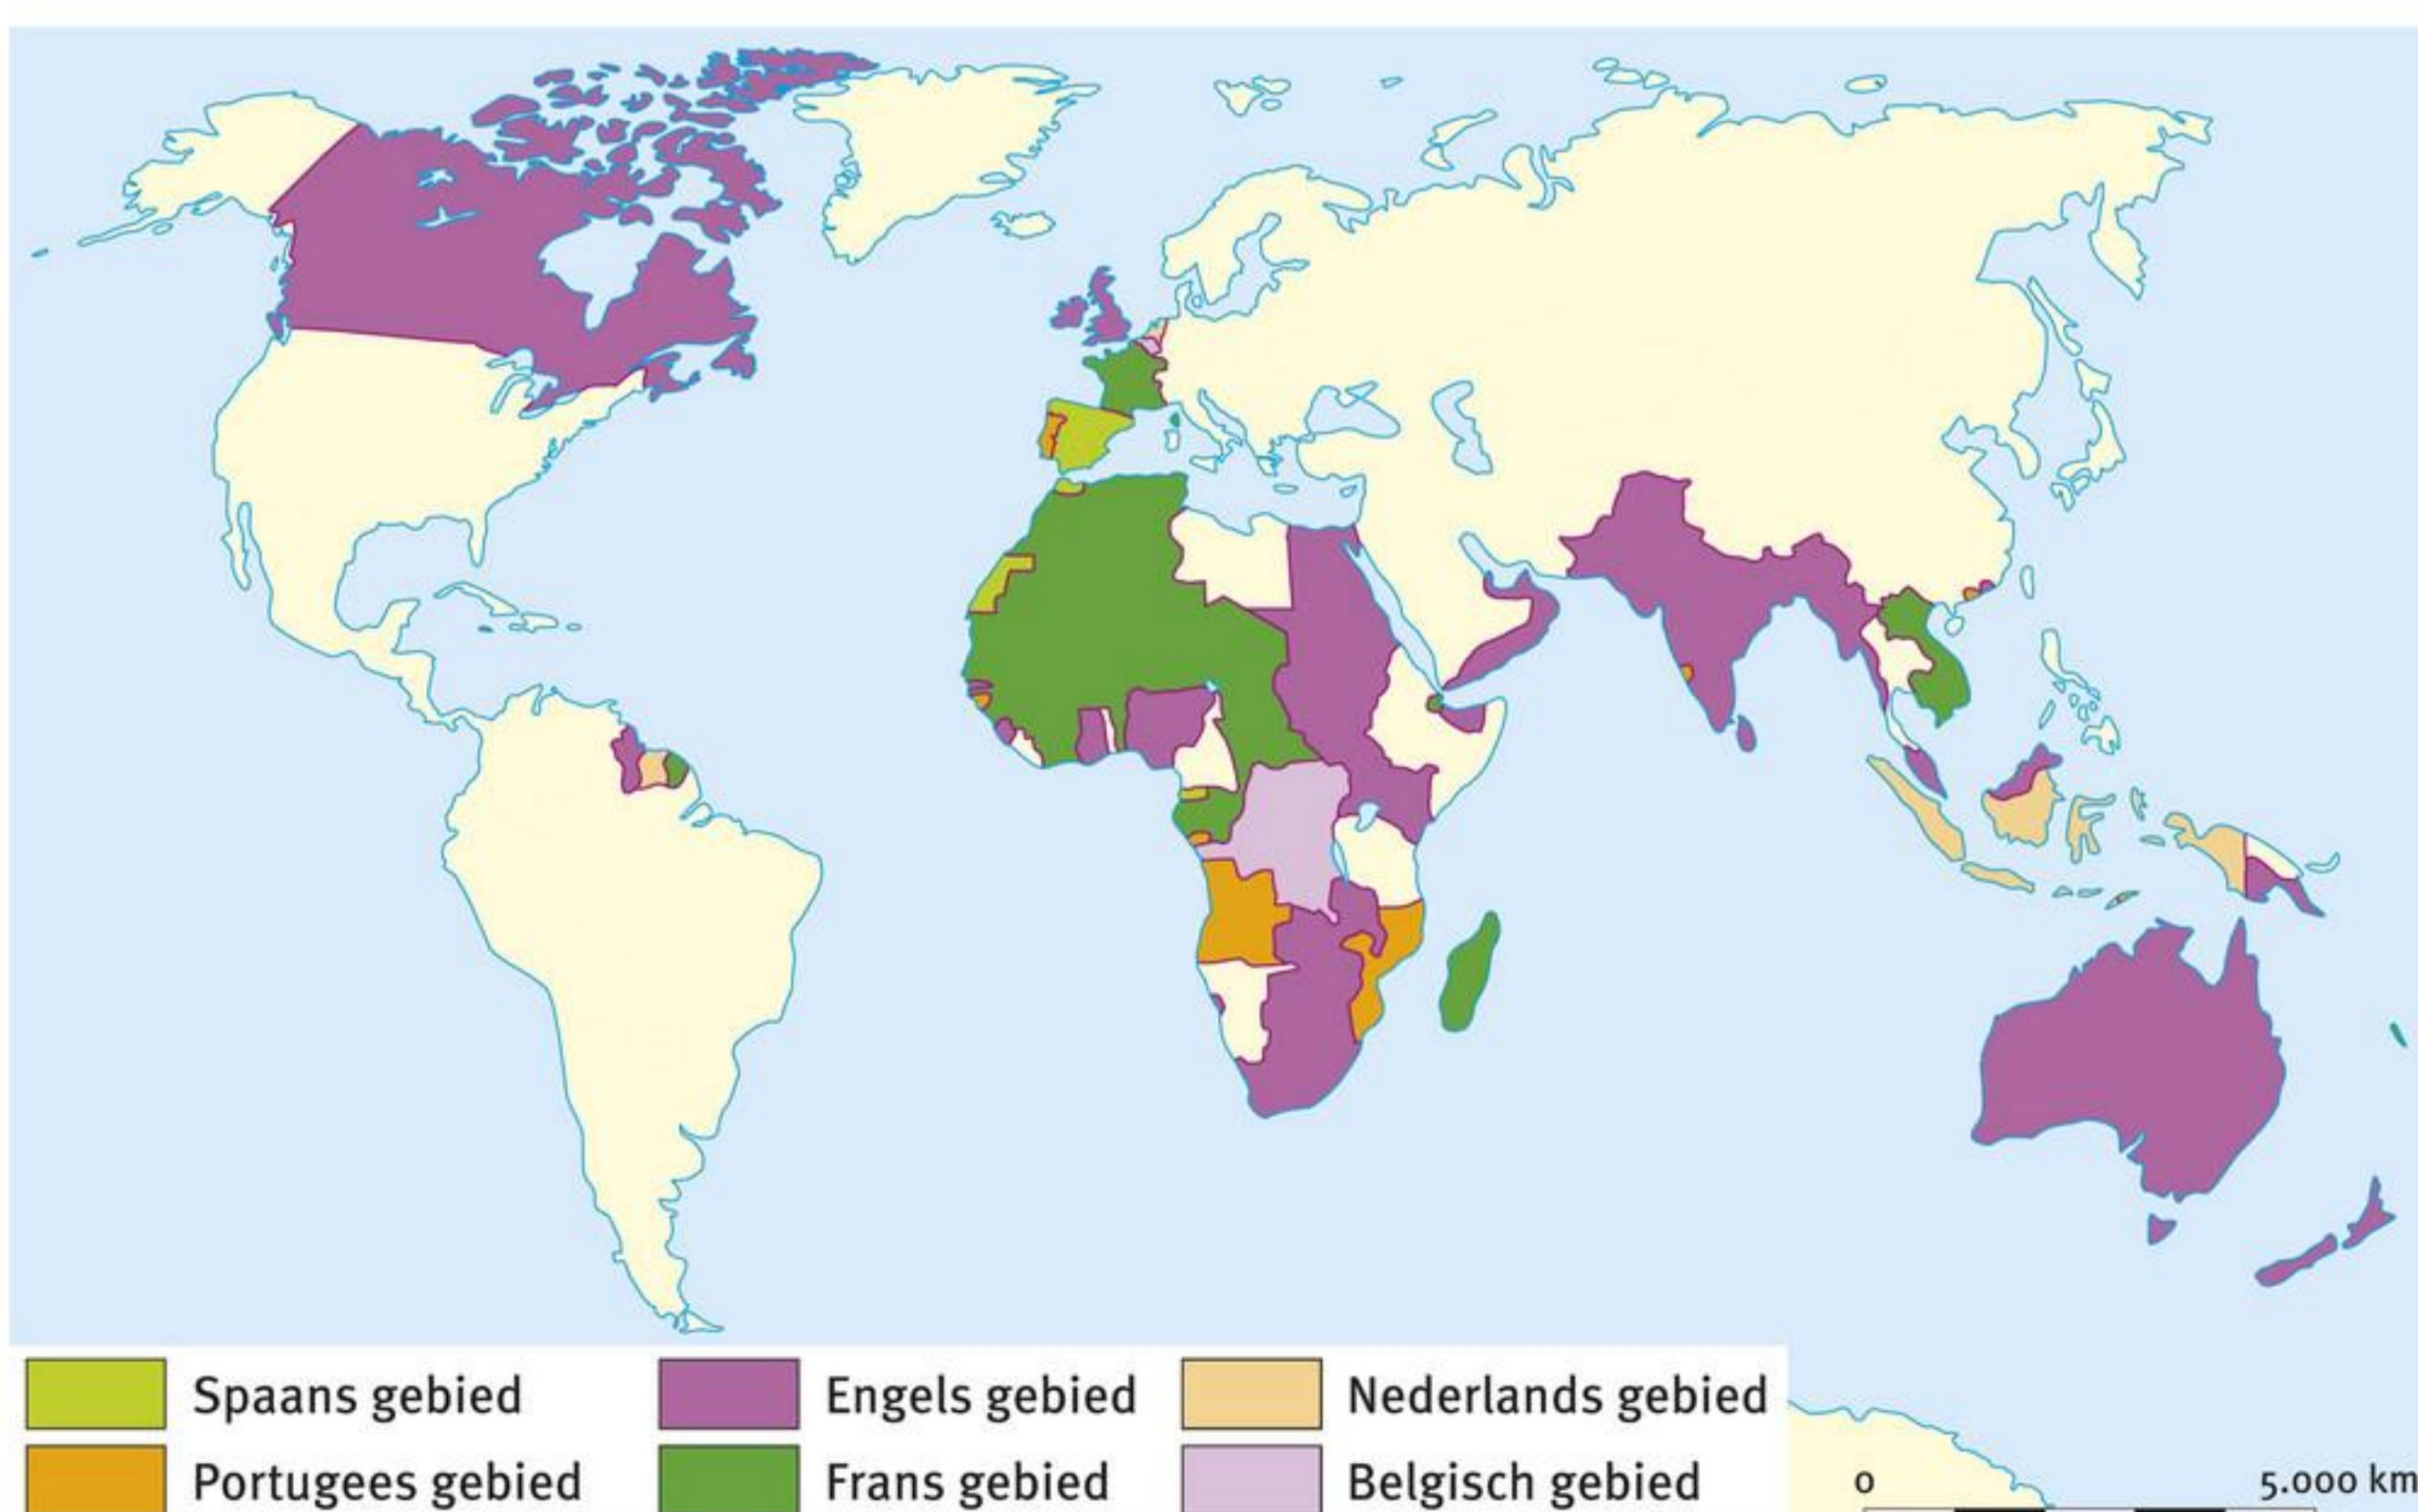 Spaans gebied
Engels gebied
Nederlands gebied
Portugees gebied
Frans gebied
Belgisch gebied
0
5.000 km